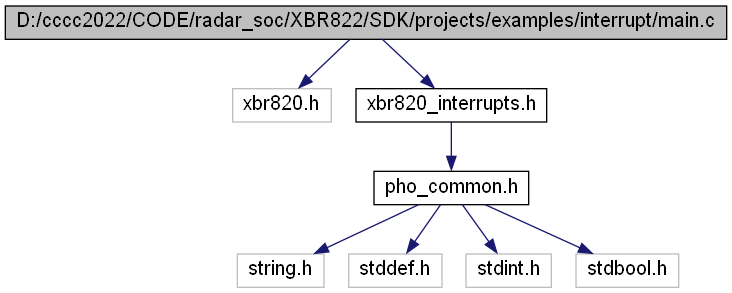 D:/cccc2022/CODE/radar_soc/XBR822/SDK/projects/examples/interrupt/main.c
xbr820.h
xbr820_interrupts.h
pho_common.h
string.h
stddef.h
stdint.h
stdbool.h